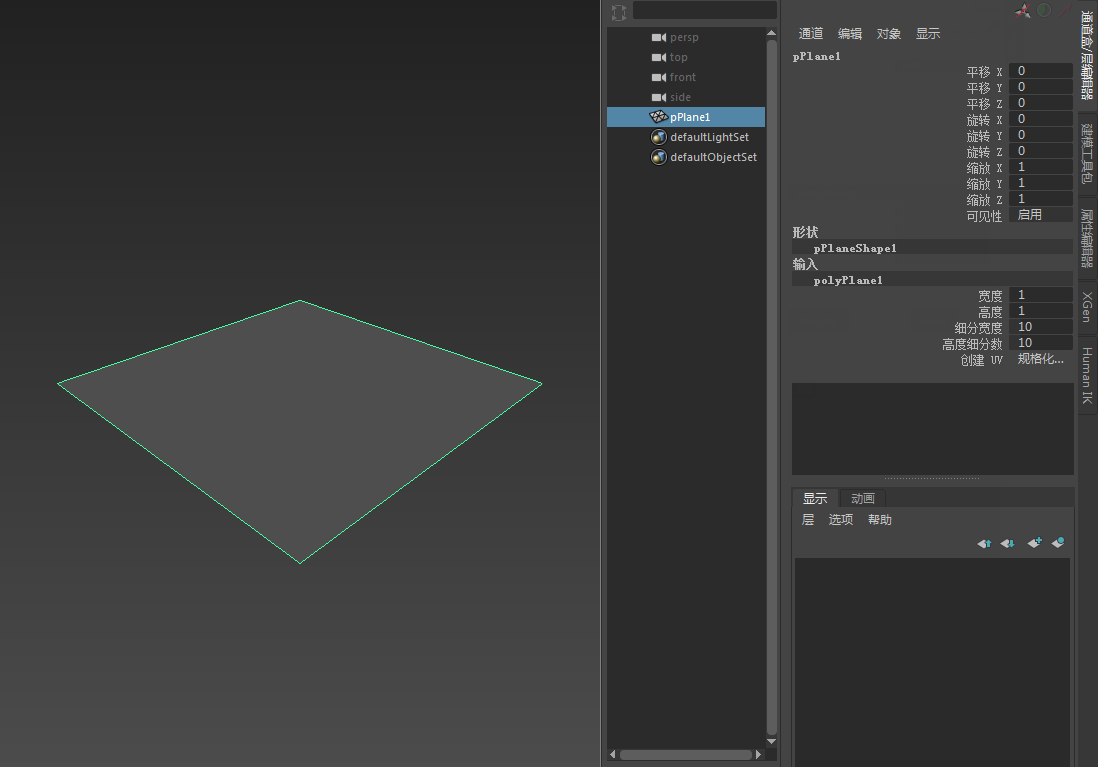 persp
top
front
side
pPlane1
defaultLightSet
defaultObjectSet
通道 编辑 对象 显示
pPlane1
平移 X 0
平移 Y 0
平移 Z 0
旋转 X 0
旋转 Y 0
旋转 Z 0
缩放 X 1
缩放 Y 1
缩放 Z 1
可见性 启用
形状
pPlaneShape1
输入
polyPlane1
宽度 1
高度 1
细分宽度 10
高度细分数 10
创建 UV 规格化...
显示 动画
层 选项 帮助
通道盒/层编辑器
建模工具包
属性编辑器
XGen
Human IK